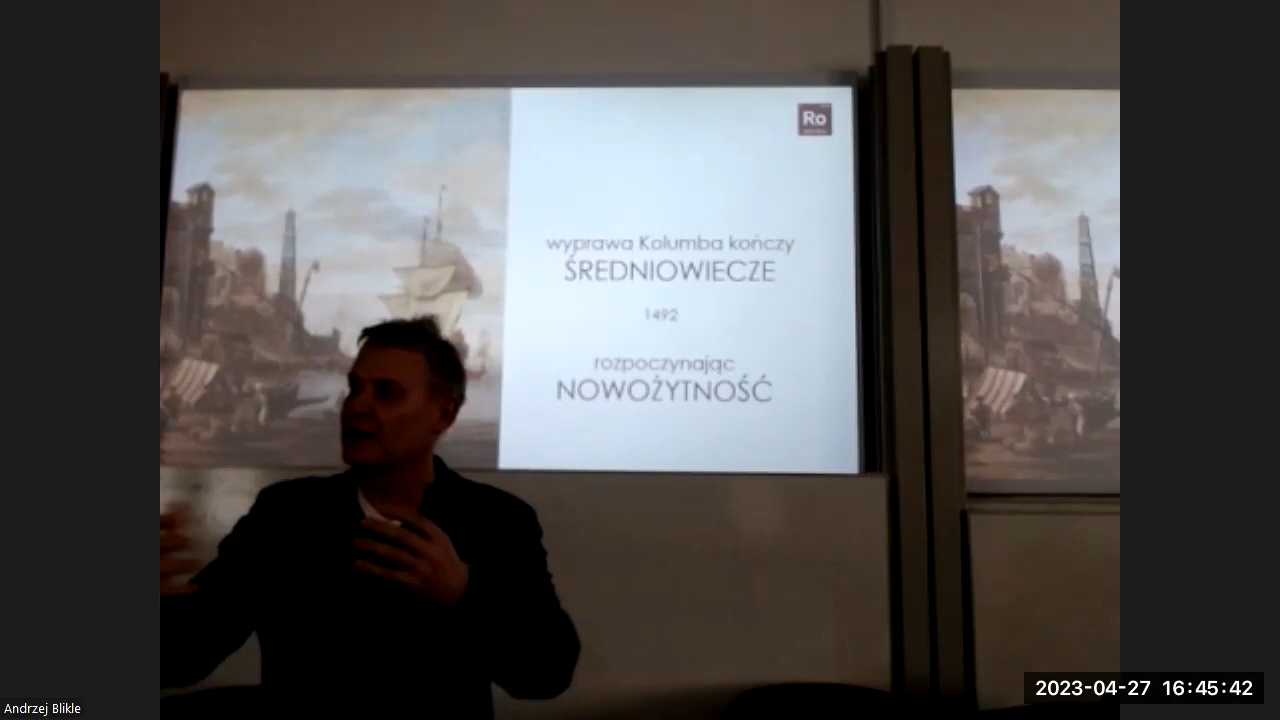 Ro
wyprawa Kolumba kończy
ŚREDNIOWIECZE
1492
rozpoczynając
NOWOŻYTNOŚĆ
2023-04-27 16:45:42
Andrzej Blikle